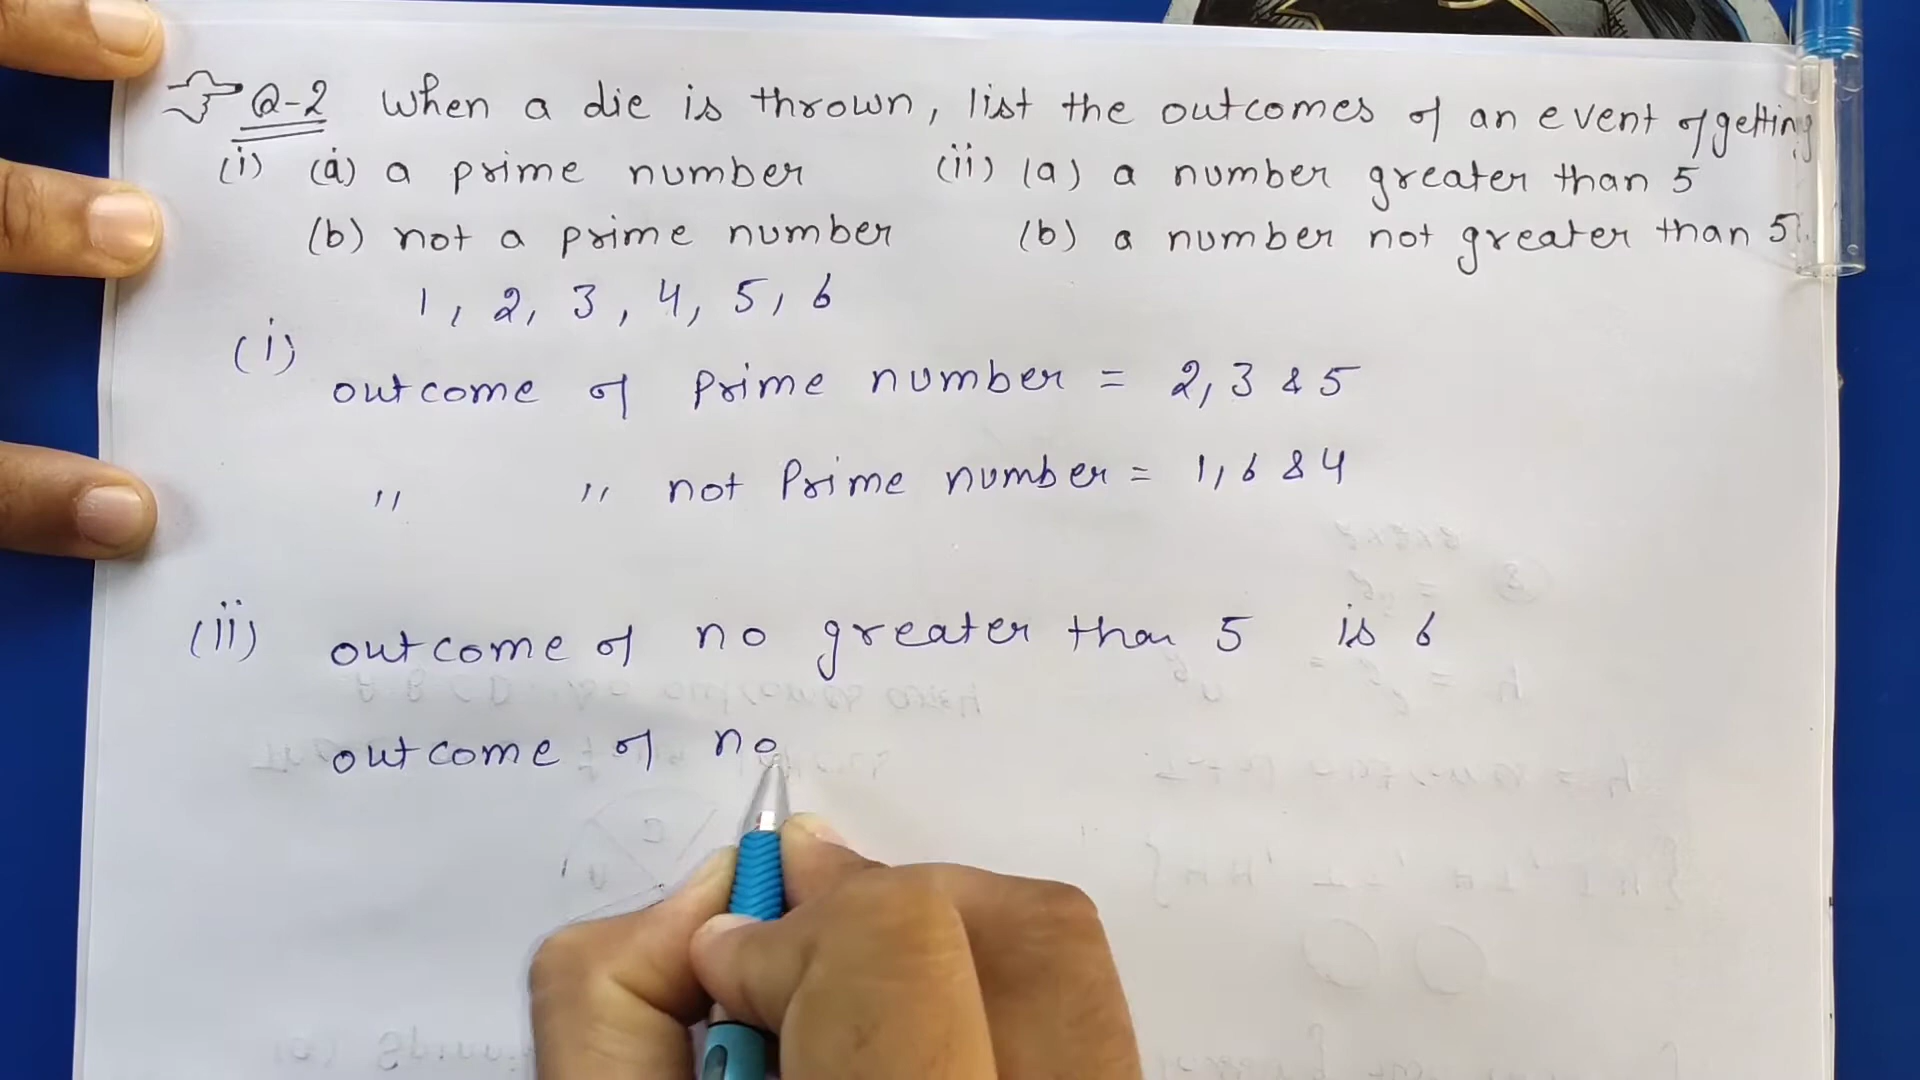 Q-2 When a die is thrown, list the outcomes of an event of getting
(i) (a) a prime number (ii) (a) a number greater than 5
(b) not a prime number (b) a number not greater than 5.
1, 2, 3, 4, 5, 6
(i)
outcome of Prime number = 2, 3 & 5
" " not Prime number = 1, 6 & 4
(ii) outcome of no greater than 5 is 6
outcome of no